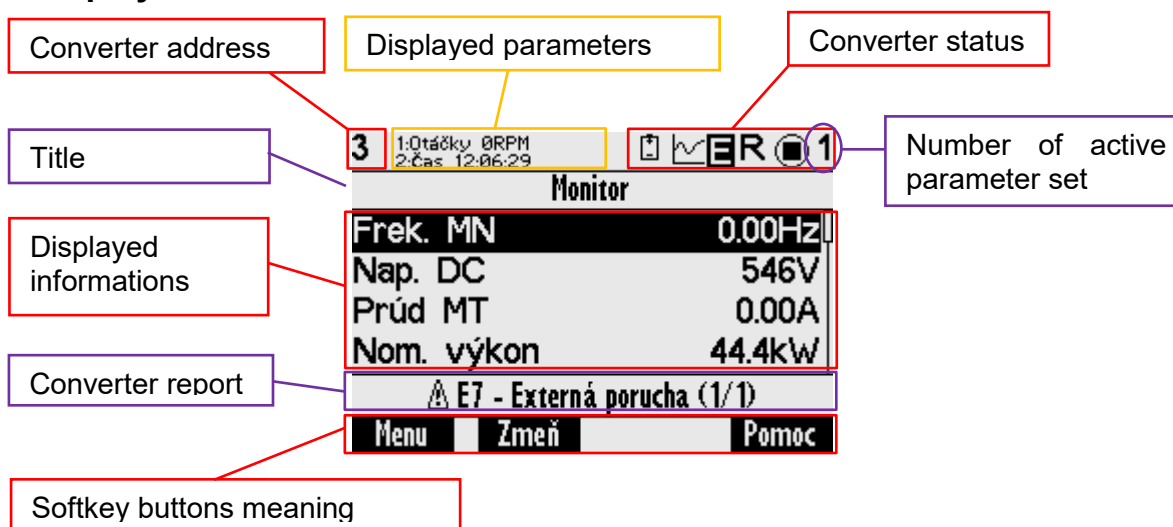 Converter address
Displayed parameters
Converter status
Title
3
1:Otáčky 0RPM
2:Čas 12:06:29
E R 1
Number of active
parameter set
Monitor
Displayed
informations
Frek. MN 0.00Hz
Nap. DC 546V
Prúd MT 0.00A
Nom. výkon 44.4kW
Converter report
E7 - Externá porucha (1/1)
Menu Zmeň Pomoc
Softkey buttons meaning